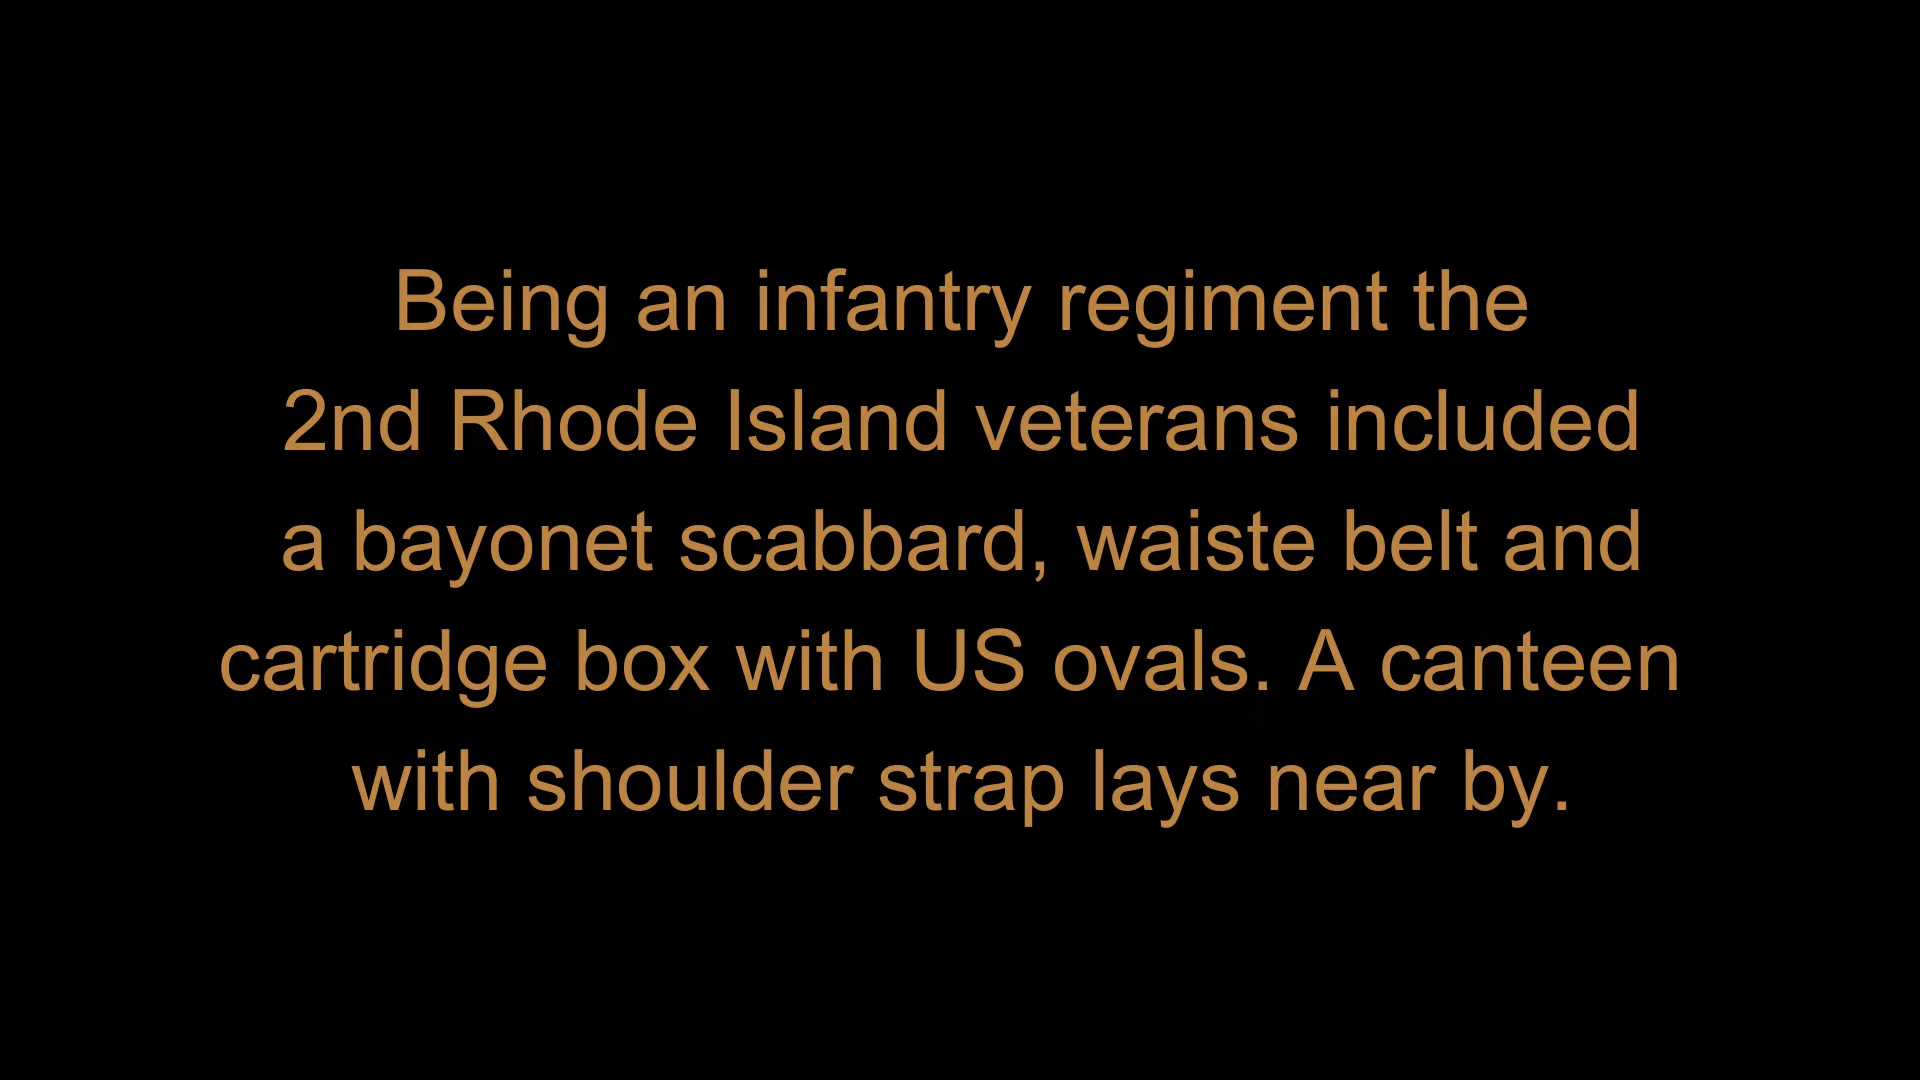 Being an infantry regiment the
2nd Rhode Island veterans included
a bayonet scabbard, waiste belt and
cartridge box with US ovals. A canteen
with shoulder strap lays near by.